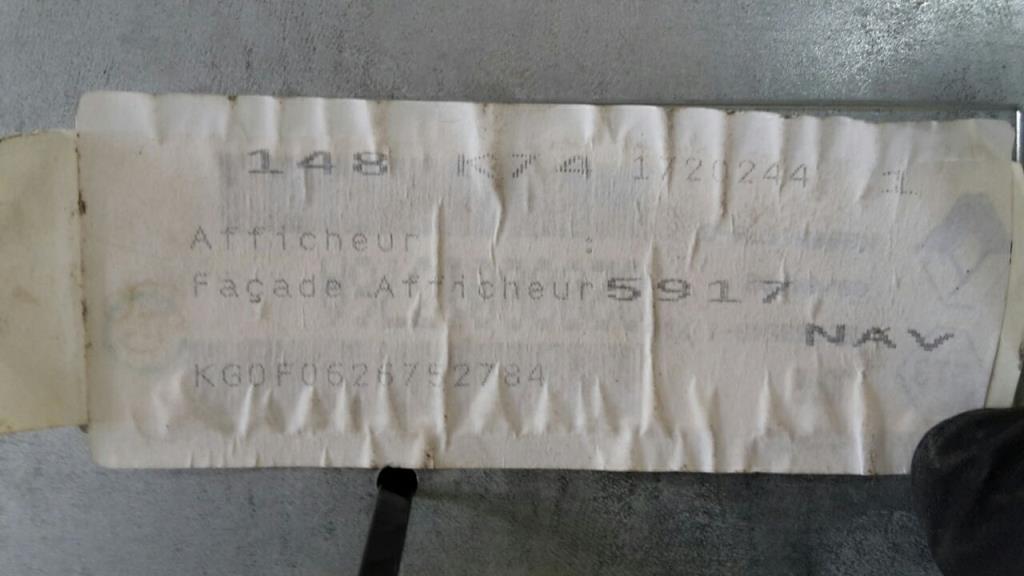 148 K74 1720244 1
Afficheur :
Façade Afficheur 5917
NAV
KG0F0626752784